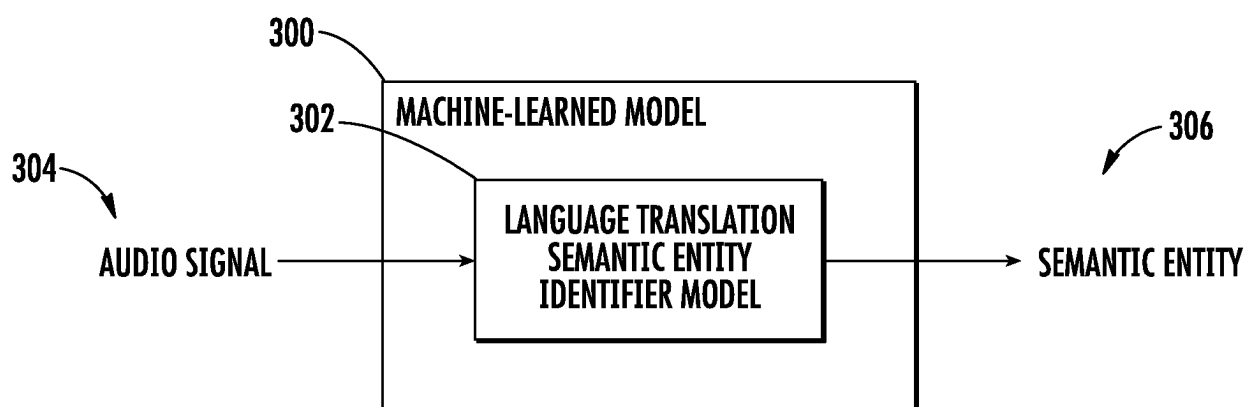 300
MACHINE-LEARNED MODEL
302
304
306
LANGUAGE TRANSLATION
SEMANTIC ENTITY
IDENTIFIER MODEL
AUDIO SIGNAL
SEMANTIC ENTITY